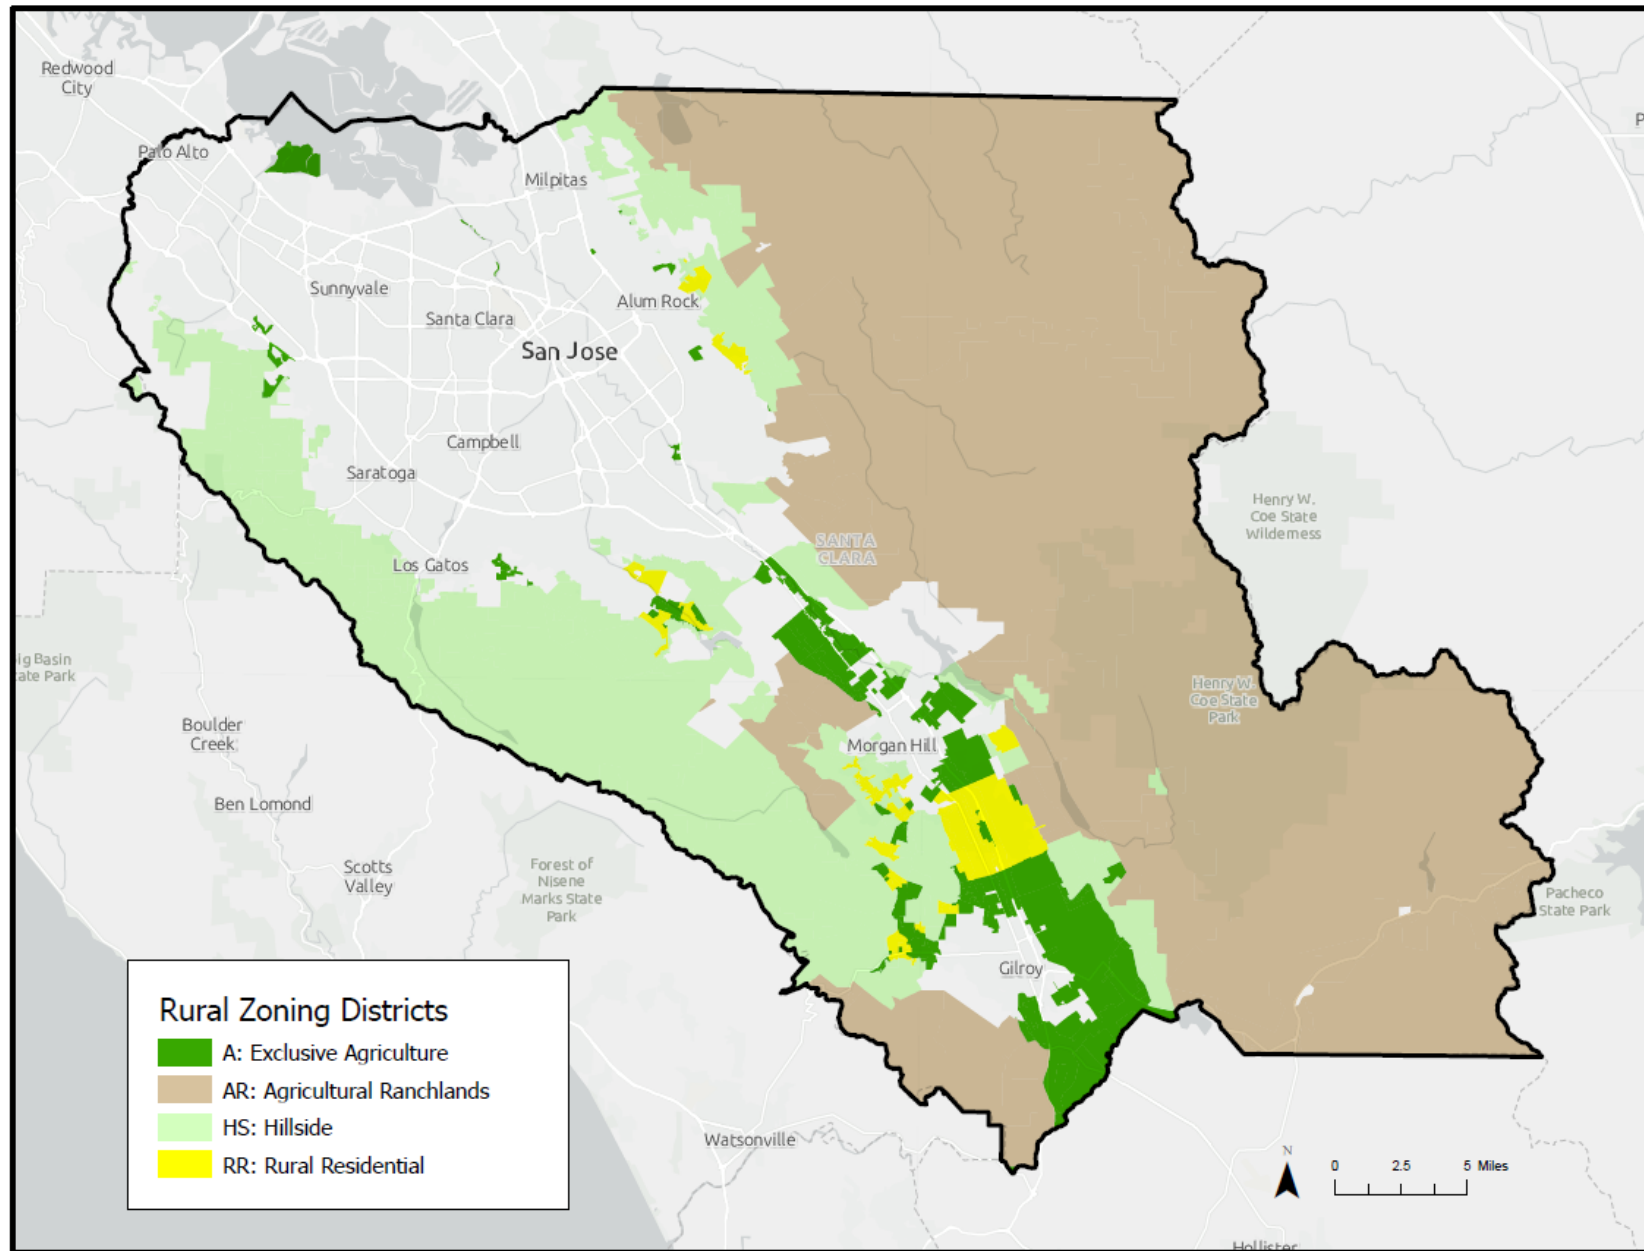 Redwood
City
Palo Alto
Milpitas
Sunnyvale
Alum Rock
Santa Clara
San Jose
Campbell
Saratoga
Henry W.
Coe State
Wilderness
SANTA
CLARA
Los Gatos
ig Basin
ate Park
Henry W.
Coe State
Park
Boulder
Creek
Morgan Hill
Ben Lomond
Scotts
Valley
Forest of
Nisene
Marks State
Park
Pacheco
State Park
Gilroy
Rural Zoning Districts
A: Exclusive Agriculture
AR: Agricultural Ranchlands
HS: Hillside
RR: Rural Residential
Watsonville
N
0 2.5 5 Miles
Hollister